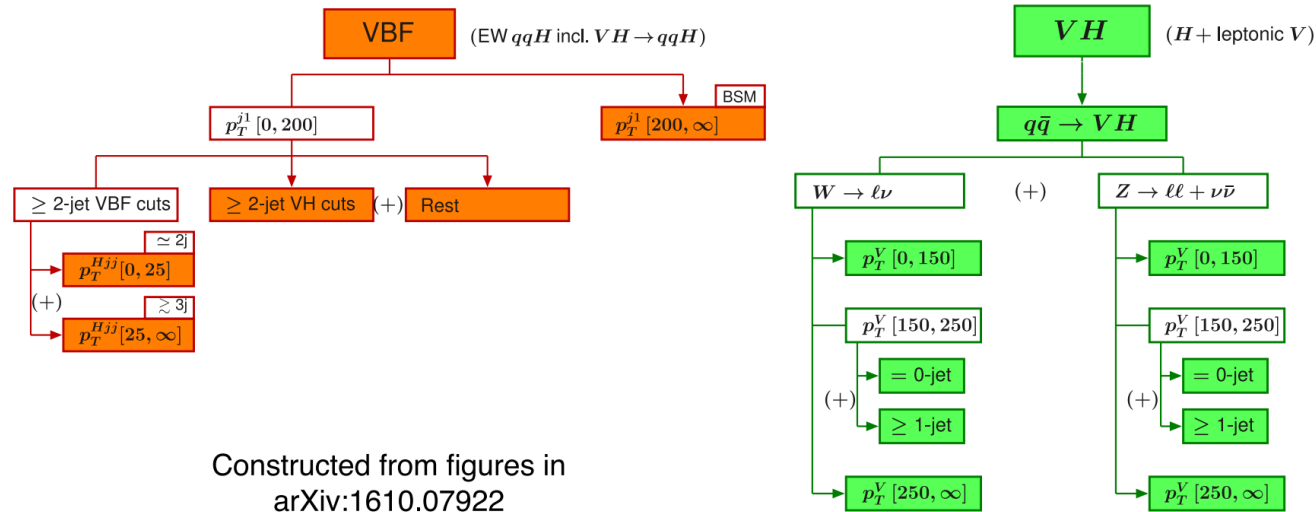 VBF
(EW qqH incl. VH → qqH)
BSM
p_T^{j1} [0, 200]
p_T^{j1} [200, ∞]
≥ 2-jet VBF cuts
≥ 2-jet VH cuts
(+)
Rest
≃ 2j
p_T^{Hjj} [0, 25]
(+)
≳ 3j
p_T^{Hjj} [25, ∞]
Constructed from figures in
arXiv:1610.07922
VH
(H + leptonic V)
qq̄ → VH
W → ℓν
(+)
Z → ℓℓ + νν̄
p_T^V [0, 150]
p_T^V [150, 250]
= 0-jet
(+)
≥ 1-jet
p_T^V [250, ∞]
p_T^V [0, 150]
p_T^V [150, 250]
= 0-jet
(+)
≥ 1-jet
p_T^V [250, ∞]